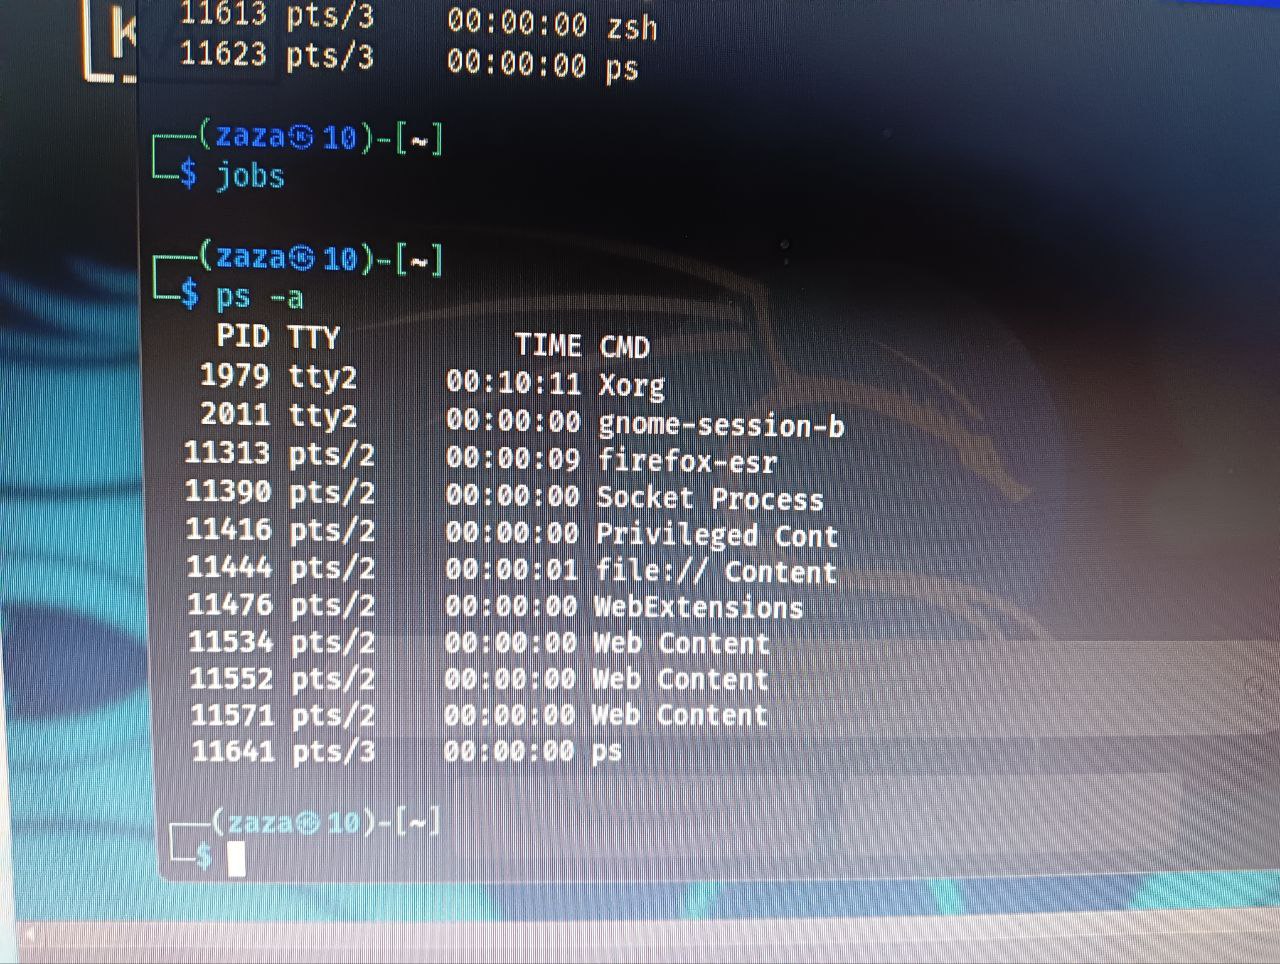 K
11613 pts/3 00:00:00 zsh
11623 pts/3 00:00:00 ps
┌──(zaza㉿10)-[~]
└─$ jobs
┌──(zaza㉿10)-[~]
└─$ ps -a
PID TTY TIME CMD
1979 tty2 00:10:11 Xorg
2011 tty2 00:00:00 gnome-session-b
11313 pts/2 00:00:09 firefox-esr
11390 pts/2 00:00:00 Socket Process
11416 pts/2 00:00:00 Privileged Cont
11444 pts/2 00:00:01 file:// Content
11476 pts/2 00:00:00 WebExtensions
11534 pts/2 00:00:00 Web Content
11552 pts/2 00:00:00 Web Content
11571 pts/2 00:00:00 Web Content
11641 pts/3 00:00:00 ps
┌──(zaza㉿10)-[~]
└─$